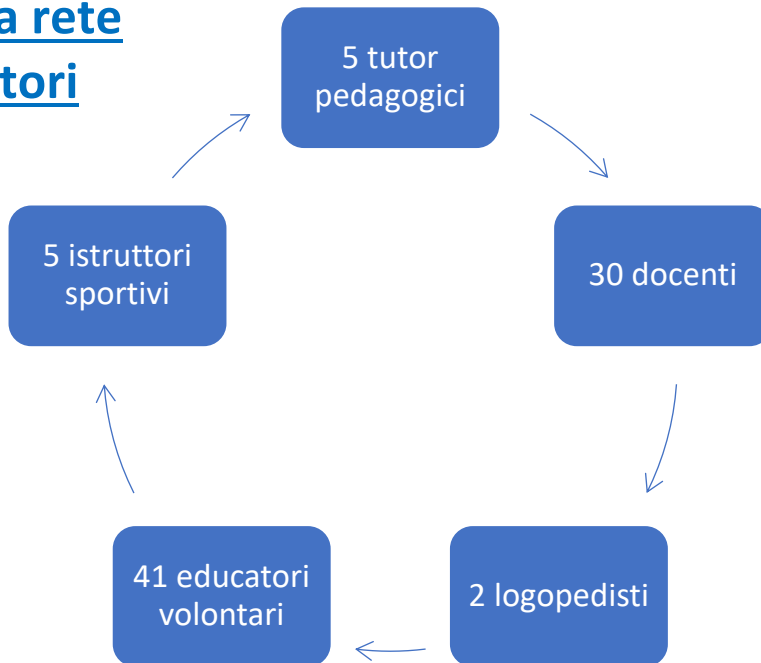 a rete
tori
5 tutor
pedagogici
30 docenti
2 logopedisti
41 educatori
volontari
5 istruttori
sportivi